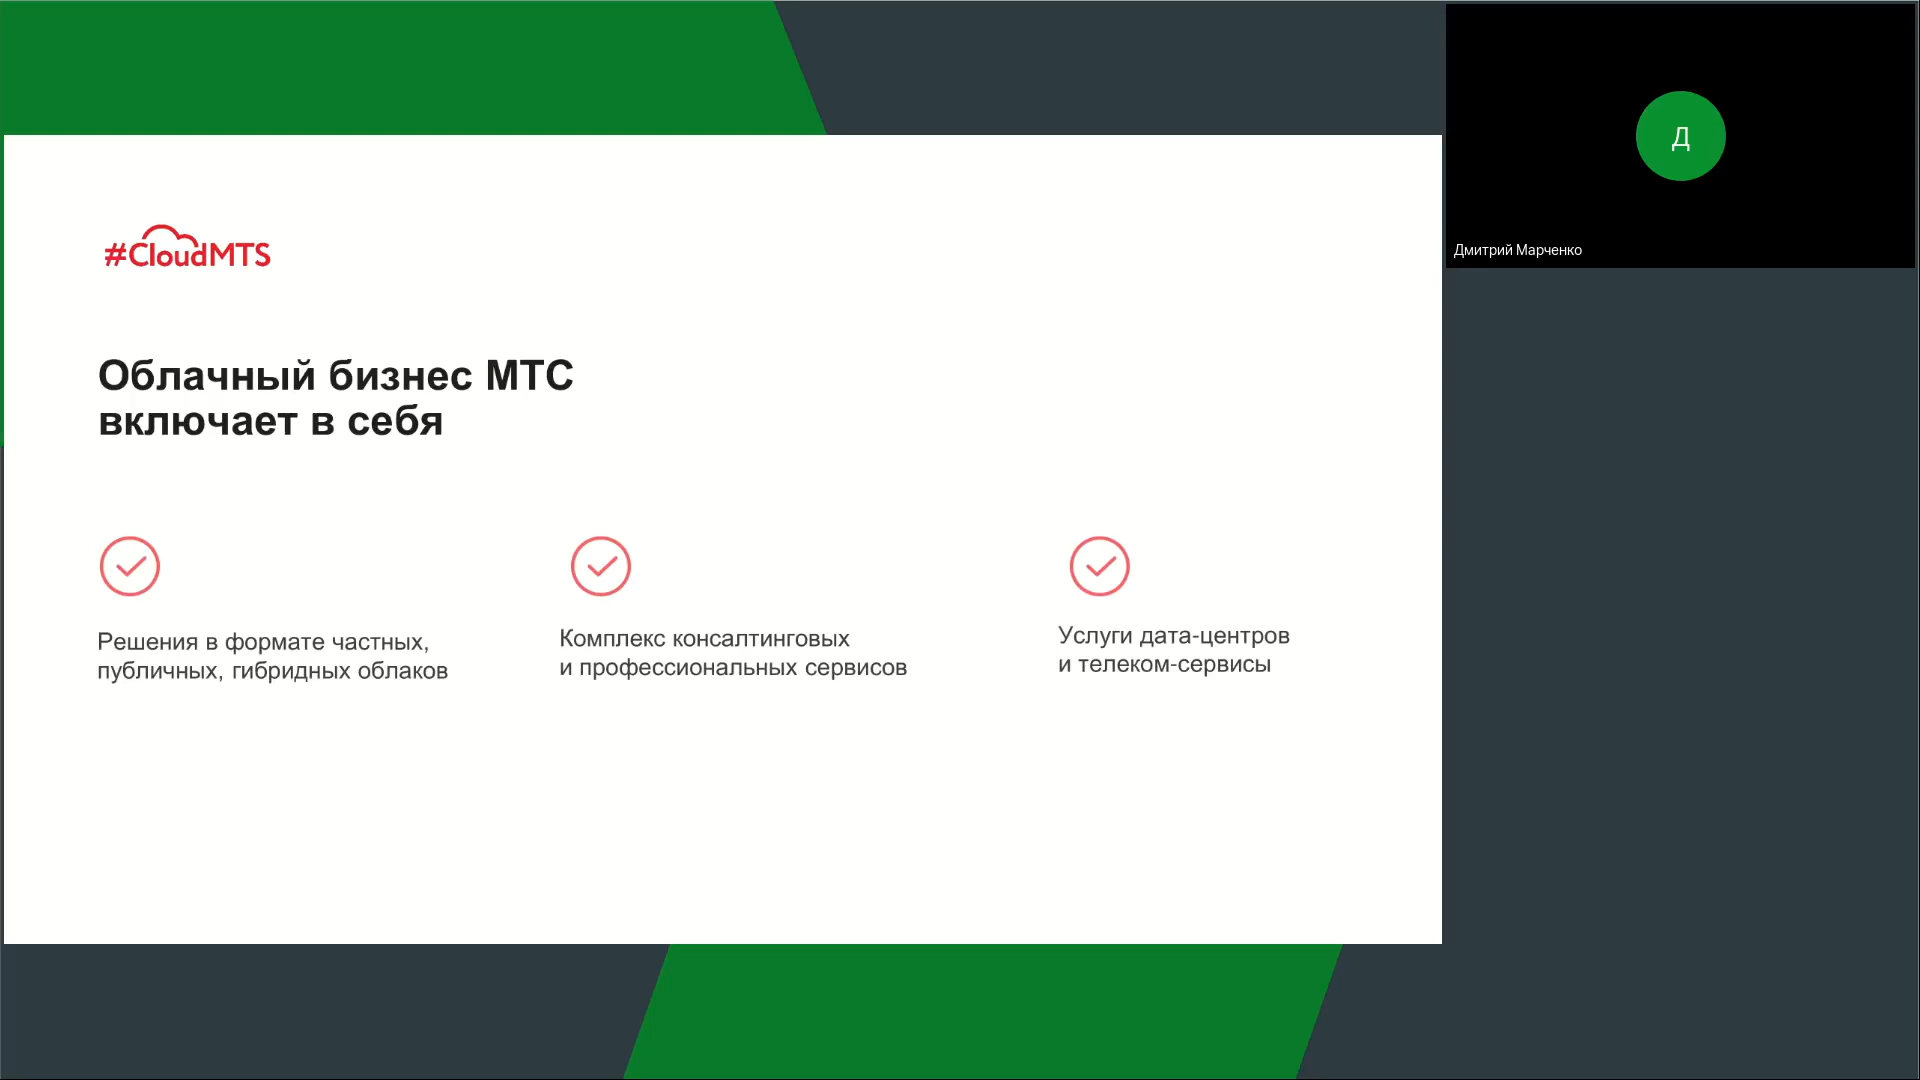 #CloudMTS
Облачный бизнес МТС
включает в себя
Решения в формате частных,
публичных, гибридных облаков
Комплекс консалтинговых
и профессиональных сервисов
Услуги дата-центров
и телеком-сервисы
Д
Дмитрий Марченко